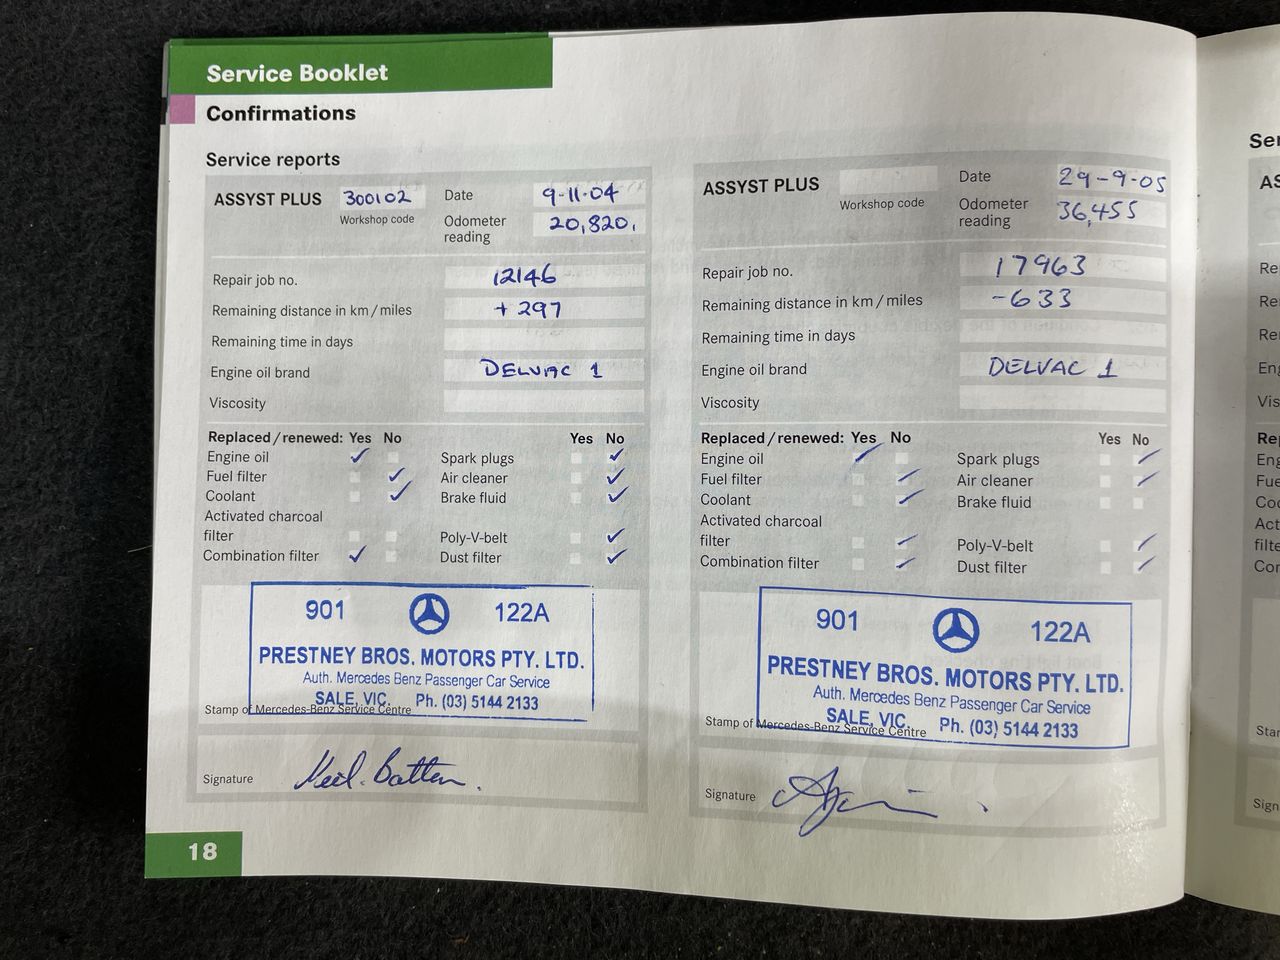 Service Booklet
Confirmations
Service reports
ASSYST PLUS 300102 Date 9-11-04
Workshop code Odometer reading 20,820.
Repair job no. 12146
Remaining distance in km / miles + 297
Remaining time in days
Engine oil brand DELVAC 1
Viscosity
Replaced / renewed: Yes No Yes No
Engine oil ✓ Spark plugs ✓
Fuel filter ✓ Air cleaner ✓
Coolant ✓ Brake fluid ✓
Activated charcoal
filter Poly-V-belt ✓
Combination filter ✓ Dust filter ✓
901 122A
PRESTNEY BROS. MOTORS PTY. LTD.
Auth. Mercedes Benz Passenger Car Service
SALE, VIC. Ph. (03) 5144 2133
Stamp of Mercedes-Benz Service Centre
Signature Neil. Batten.
18
ASSYST PLUS Date 29-9-05
Workshop code Odometer reading 36,455
Repair job no. 17963
Remaining distance in km / miles -633
Remaining time in days
Engine oil brand DELVAC 1
Viscosity
Replaced / renewed: Yes No Yes No
Engine oil ✓ Spark plugs ✓
Fuel filter ✓ Air cleaner ✓
Coolant ✓ Brake fluid
Activated charcoal
filter ✓ Poly-V-belt ✓
Combination filter ✓ Dust filter ✓
901 122A
PRESTNEY BROS. MOTORS PTY. LTD.
Auth. Mercedes Benz Passenger Car Service
SALE, VIC. Ph. (03) 5144 2133
Stamp of Mercedes-Benz Service Centre
Signature